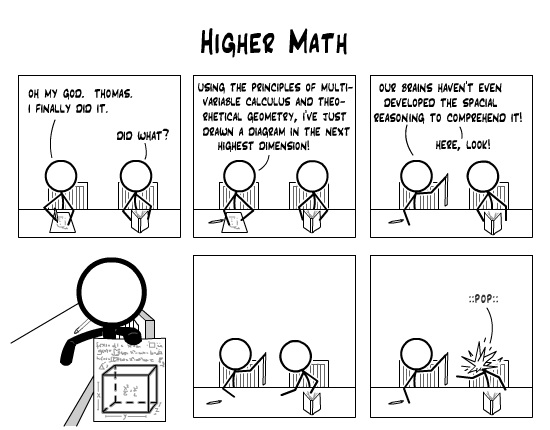 HIGHER MATH
OH MY GOD. THOMAS.
I FINALLY DID IT.
DID WHAT?
USING THE PRINCIPLES OF MULTI-
VARIABLE CALCULUS AND THEO-
RHETICAL GEOMETRY, I'VE JUST
DRAWN A DIAGRAM IN THE NEXT
HIGHEST DIMENSION!
OUR BRAINS HAVEN'T EVEN
DEVELOPED THE SPACIAL
REASONING TO COMPREHEND IT!
HERE, LOOK!
::POP::